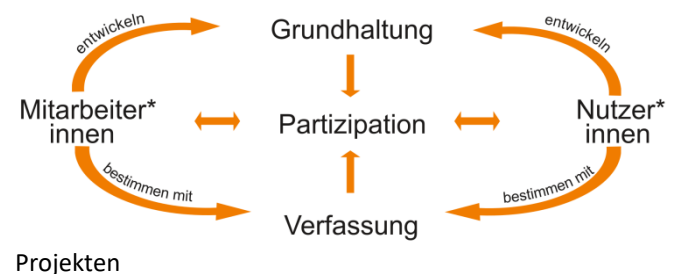 entwickeln
Grundhaltung
entwickeln
Mitarbeiter*
innen
Partizipation
Nutzer*
innen
bestimmen mit
bestimmen mit
Verfassung
Projekten